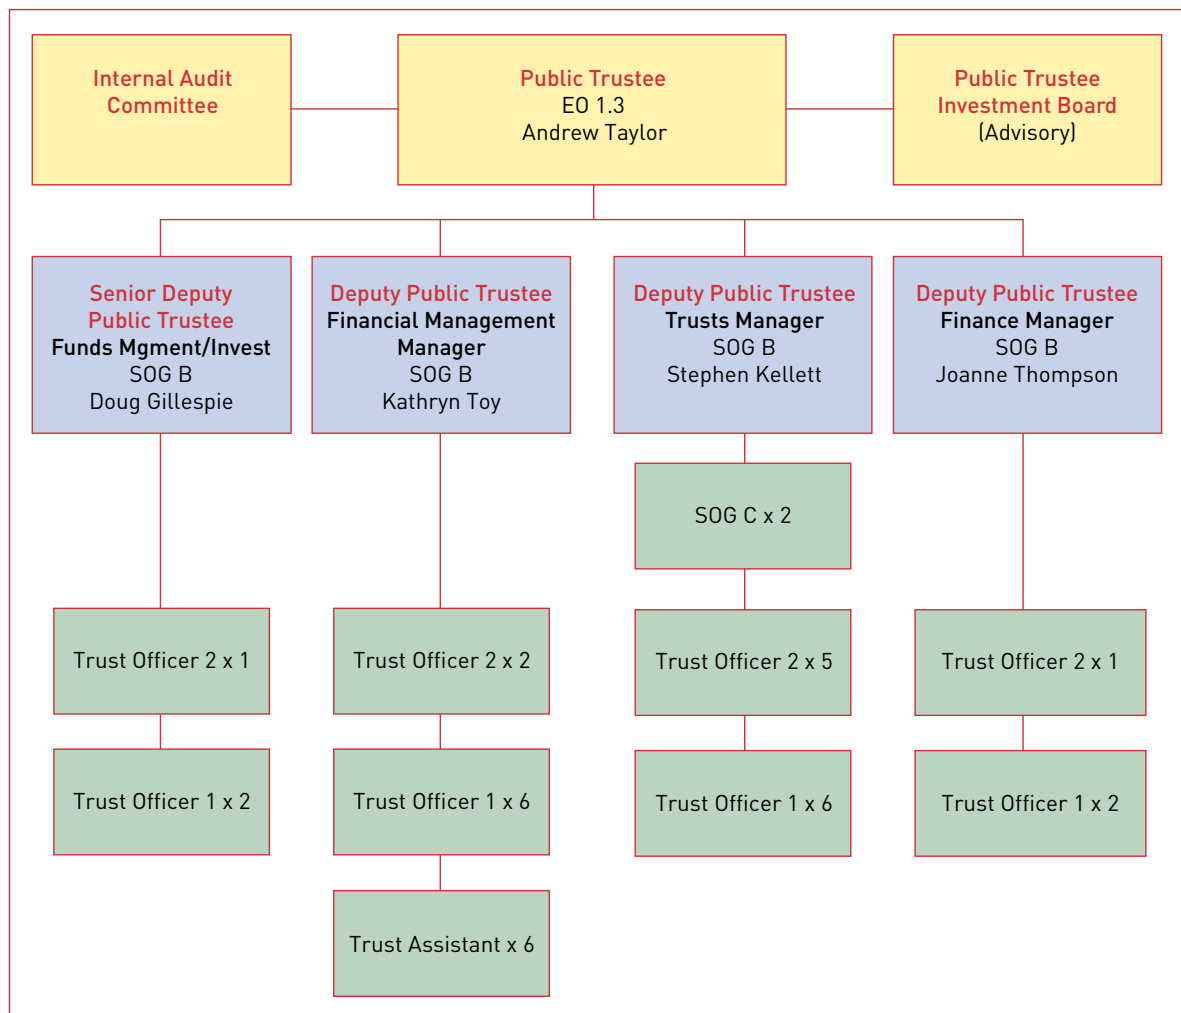 Internal Audit
Committee
Public Trustee
EO 1.3
Andrew Taylor
Public Trustee
Investment Board
(Advisory)
Senior Deputy
Public Trustee
Funds Mgment/Invest
SOG B
Doug Gillespie
Deputy Public Trustee
Financial Management
Manager
SOG B
Kathryn Toy
Deputy Public Trustee
Trusts Manager
SOG B
Stephen Kellett
Deputy Public Trustee
Finance Manager
SOG B
Joanne Thompson
SOG C x 2
Trust Officer 2 x 1
Trust Officer 2 x 2
Trust Officer 2 x 5
Trust Officer 2 x 1
Trust Officer 1 x 2
Trust Officer 1 x 6
Trust Officer 1 x 6
Trust Officer 1 x 2
Trust Assistant x 6